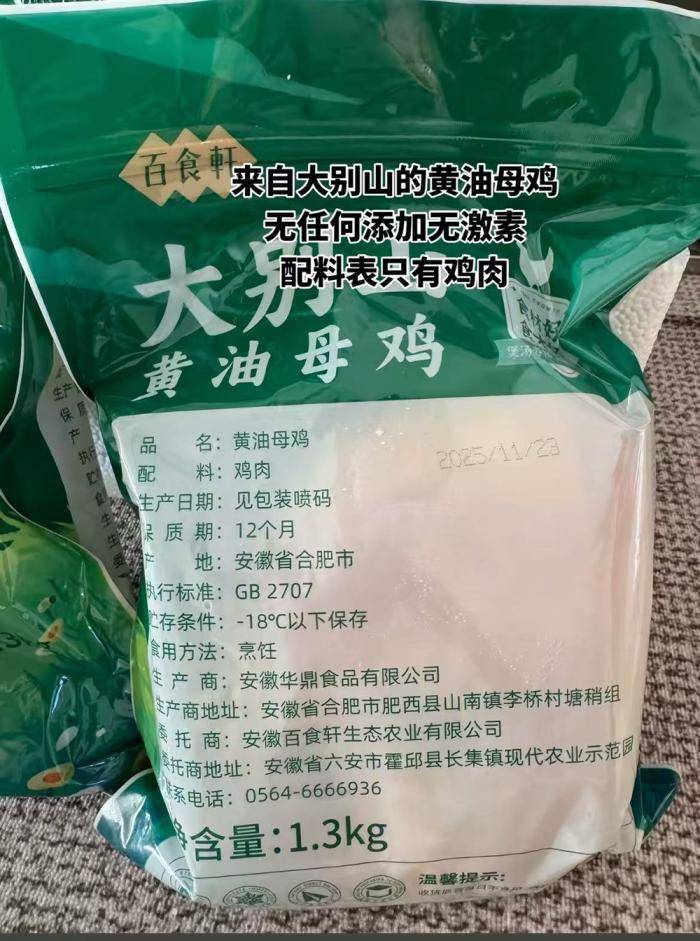 百食軒
来自大别山的黄油母鸡
无任何添加无激素
配料表只有鸡肉
大别山
黄油母鸡
品 名：黄油母鸡
2025/11/23
配 料：鸡肉
生产日期：见包装喷码
保质期：12个月
产 地：安徽省合肥市
执行标准：GB 2707
贮存条件：-18℃以下保存
食用方法：烹饪
生产商：安徽华鼎食品有限公司
生产商地址：安徽省合肥市肥西县山南镇李桥村塘稍组
委托商：安徽百食轩生态农业有限公司
委托商地址：安徽省六安市霍邱县长集镇现代农业示范园
联系电话：0564-6666936
净含量：1.3kg
温馨提示：